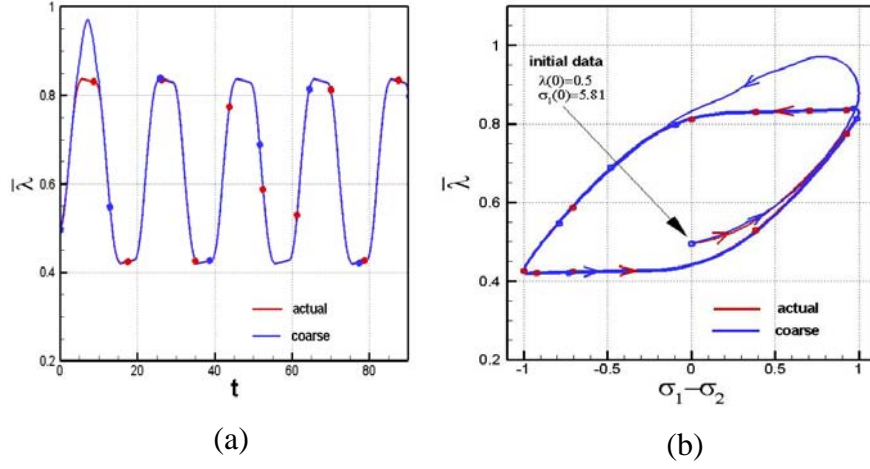 1
0.8
λ̅
0.6
0.4
0.2
0
20
40
60
80
t
actual
coarse
(a)
1
0.8
λ̅
0.6
0.4
0.2
-1
-0.5
0
0.5
1
σ₁−σ₂
initial data
λ(0)=0.5
σ₁(0)=5.81
actual
coarse
(b)